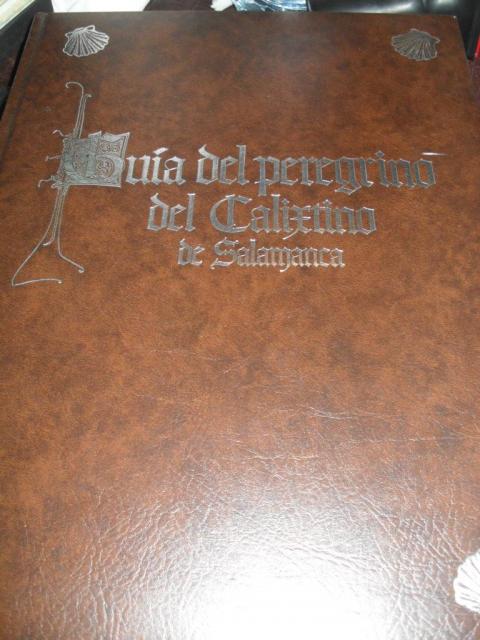 Guía del peregrino
del Calixtino
de Salamanca